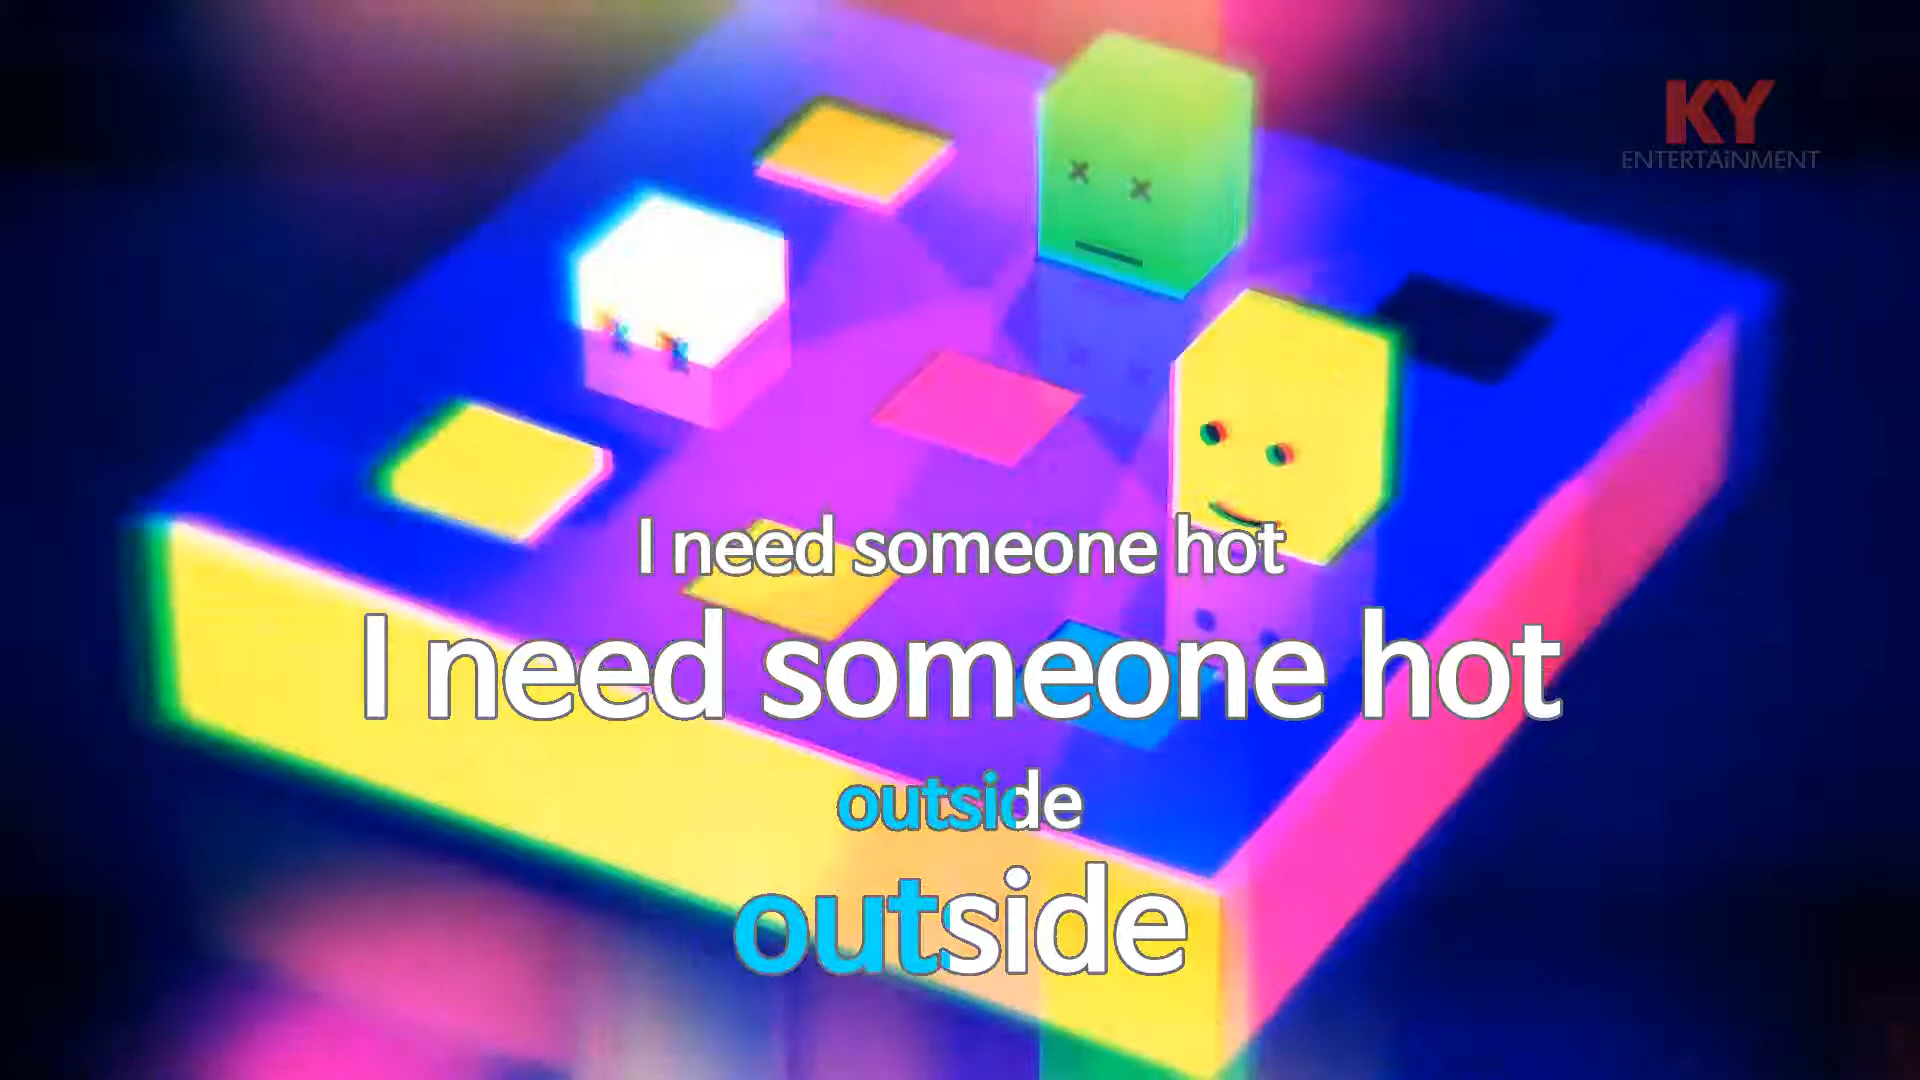 KY
ENTERTAiNMENT
I need someone hot
I need someone hot
outside
outside